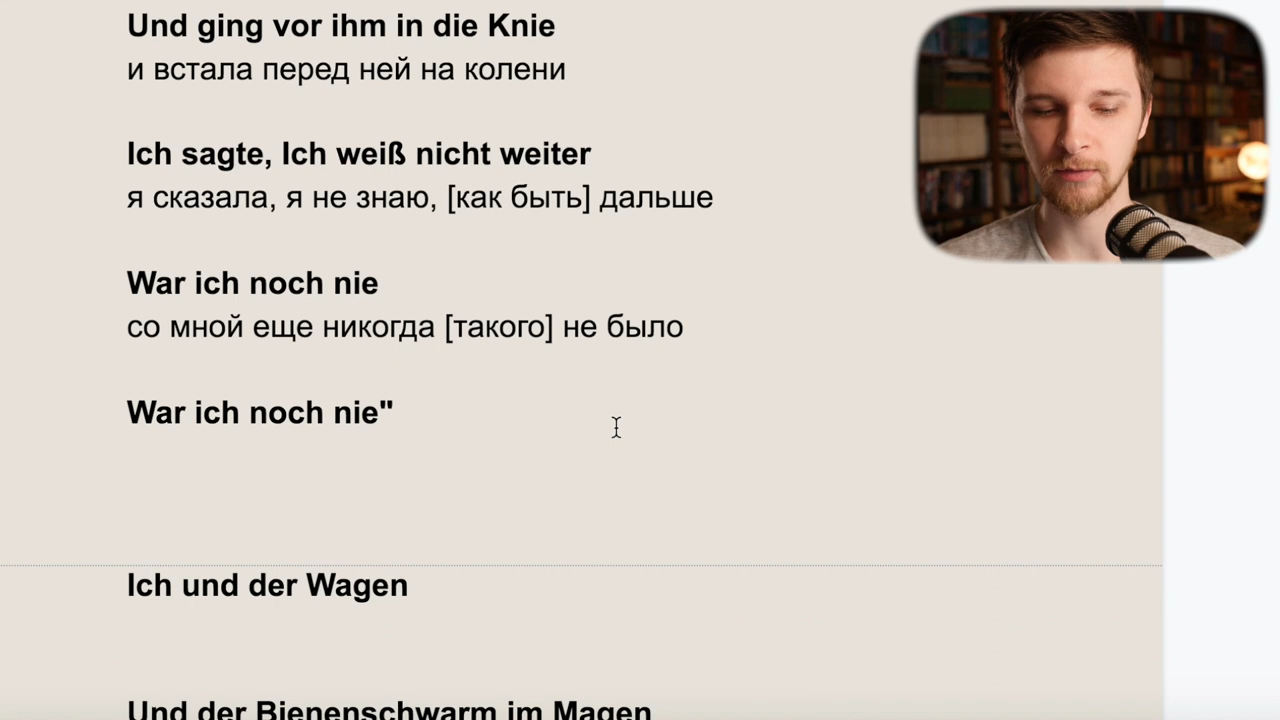 Und ging vor ihm in die Knie
и встала перед ней на колени
Ich sagte, Ich weiß nicht weiter
я сказала, я не знаю, [как быть] дальше
War ich noch nie
со мной еще никогда [такого] не было
War ich noch nie"
Ich und der Wagen
Und der Bienenschwarm im Magen